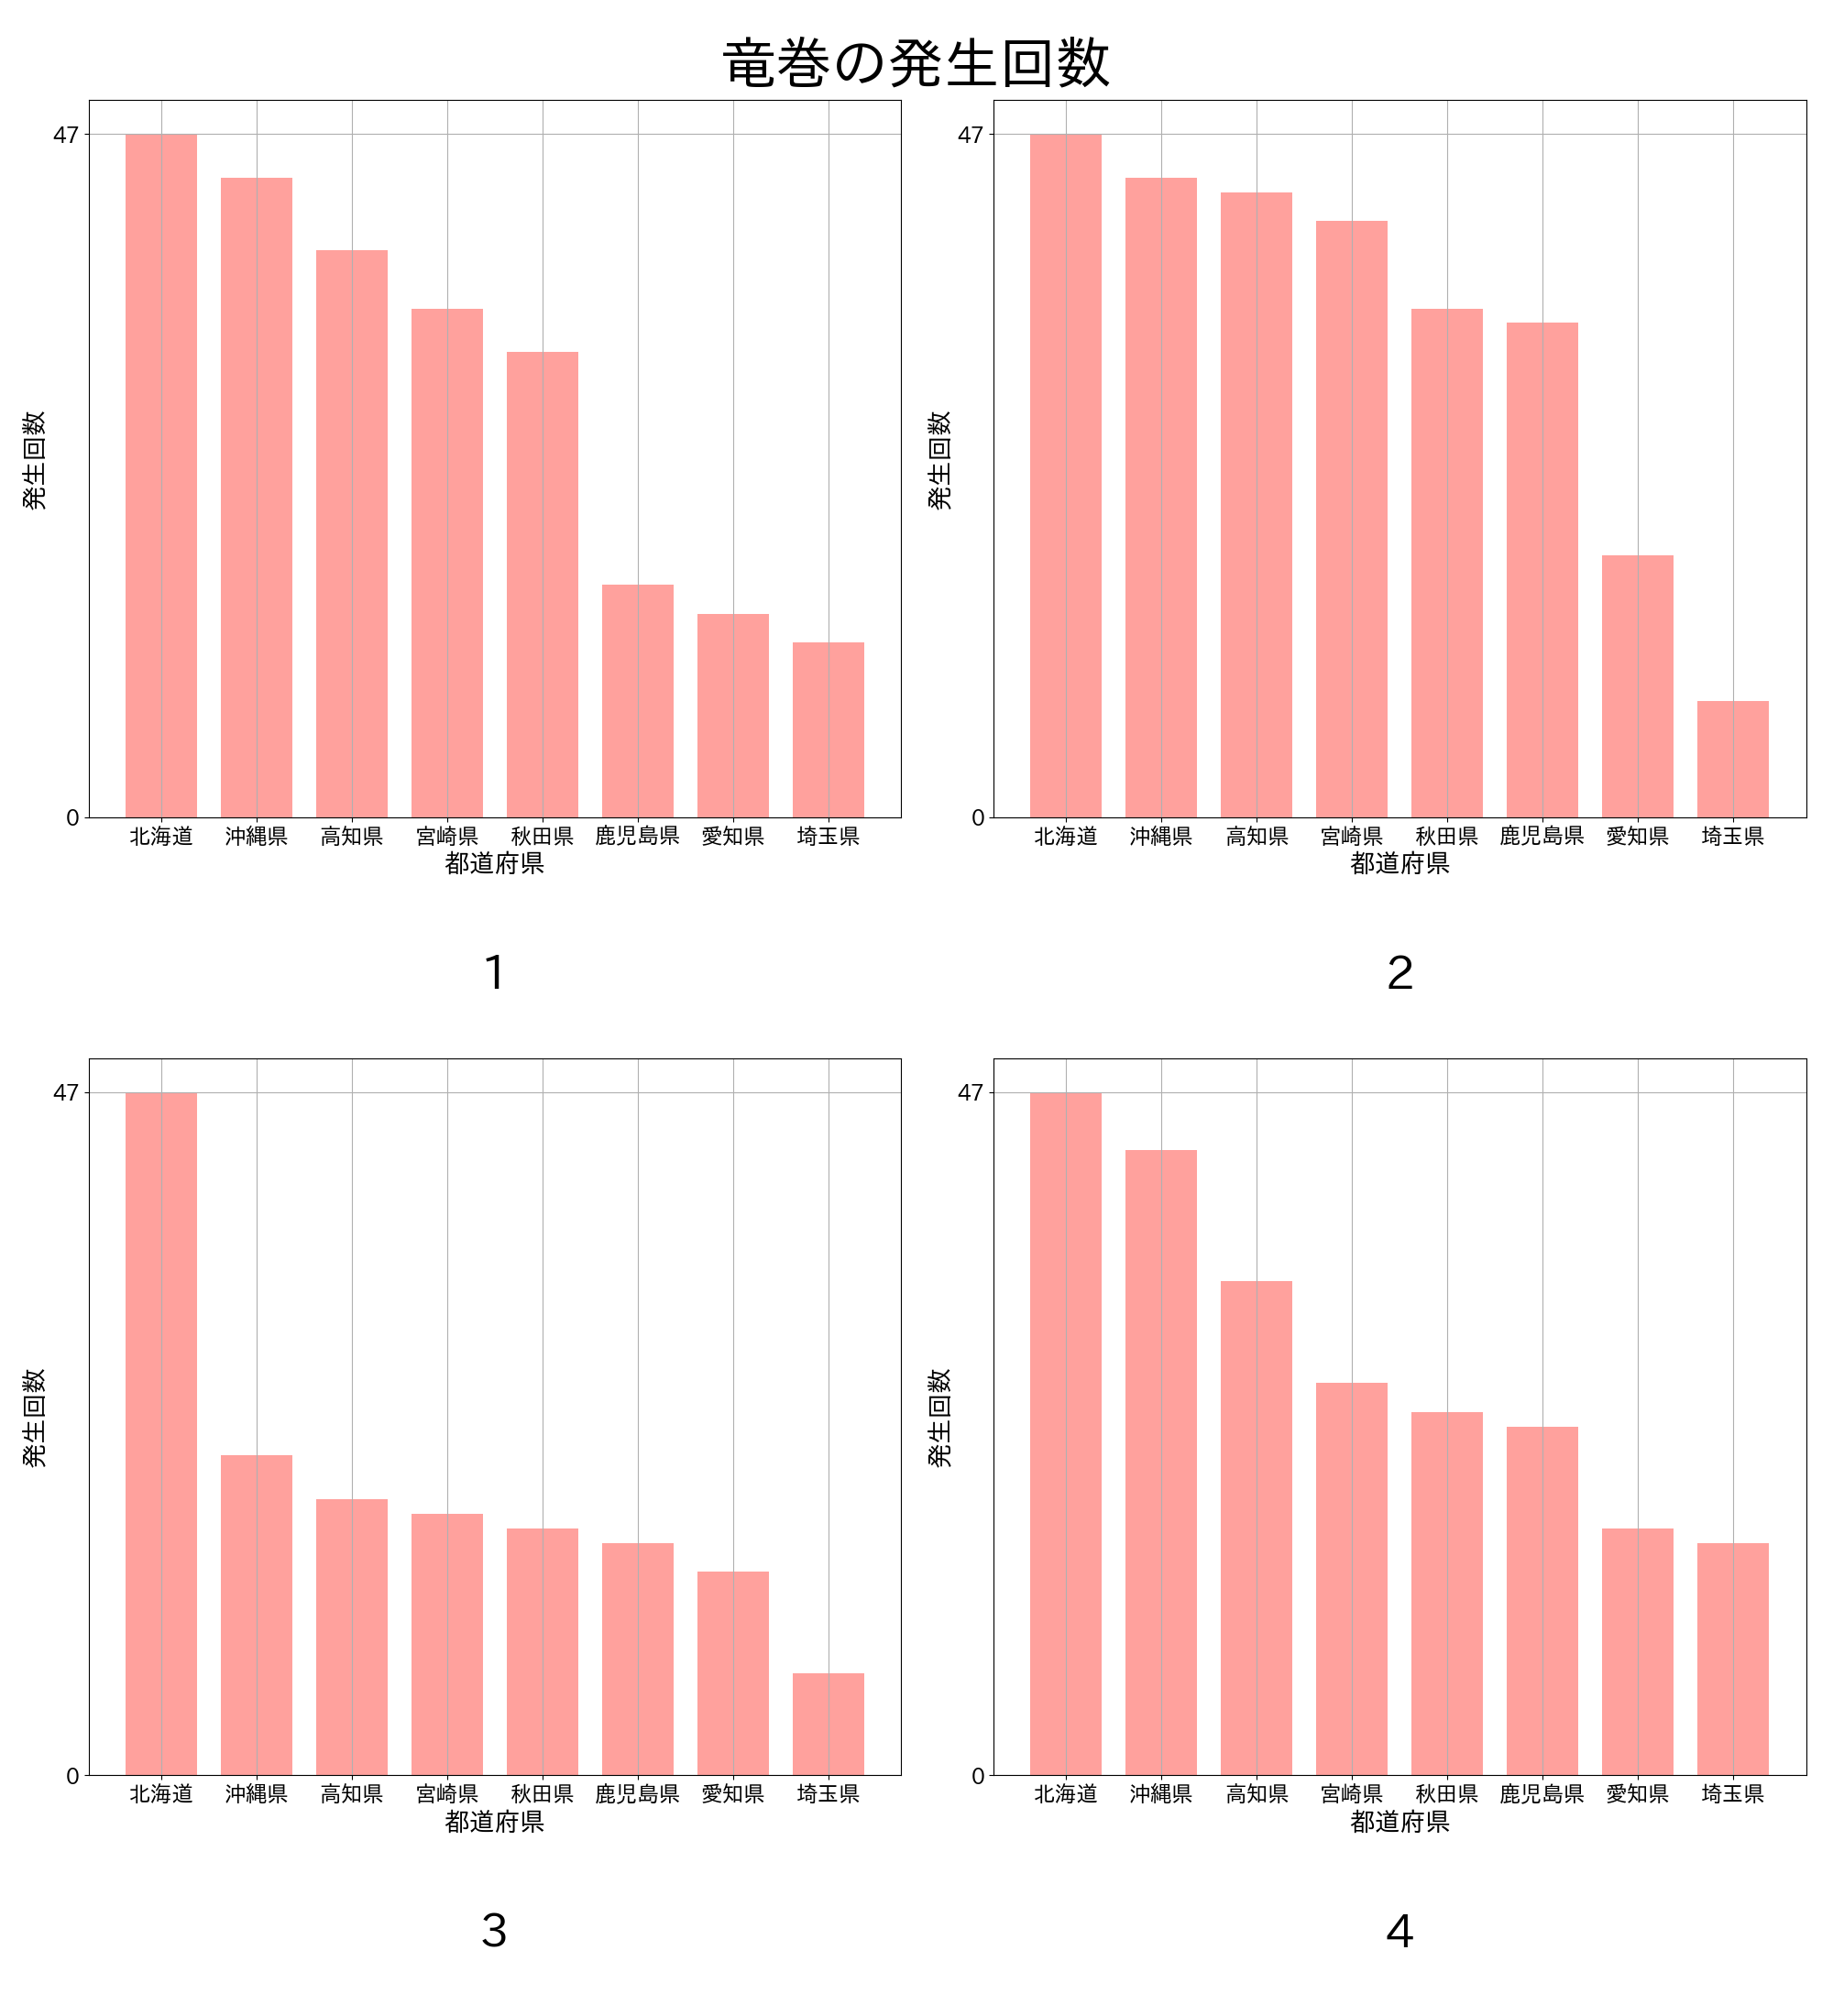 竜巻の発生回数
47
0
発生回数
北海道 沖縄県 高知県 宮崎県 秋田県 鹿児島県 愛知県 埼玉県
都道府県
1
47
0
発生回数
北海道 沖縄県 高知県 宮崎県 秋田県 鹿児島県 愛知県 埼玉県
都道府県
2
47
0
発生回数
北海道 沖縄県 高知県 宮崎県 秋田県 鹿児島県 愛知県 埼玉県
都道府県
3
47
0
発生回数
北海道 沖縄県 高知県 宮崎県 秋田県 鹿児島県 愛知県 埼玉県
都道府県
4